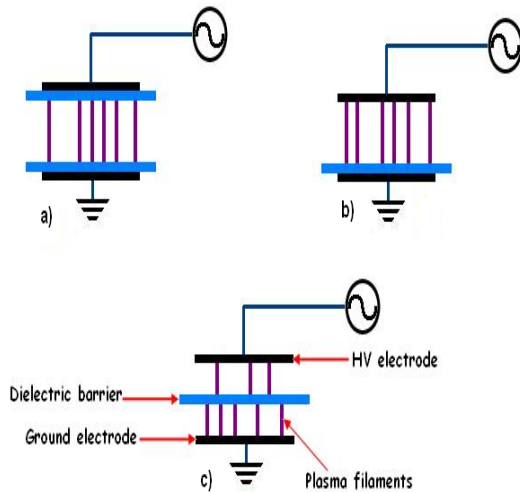 a)
b)
HV electrode
Dielectric barrier
Ground electrode
c)
Plasma filaments